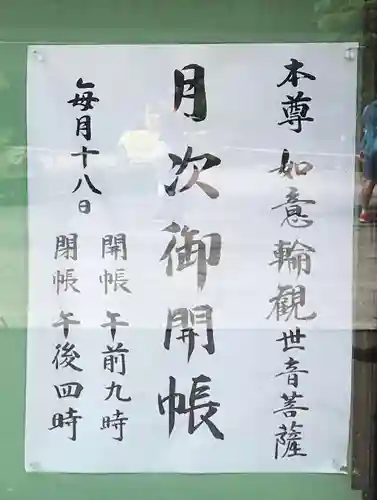 本尊 如意輪觀世音菩薩
月次御開帳
毎月十八日
開帳 午前九時
閉帳 午後四時